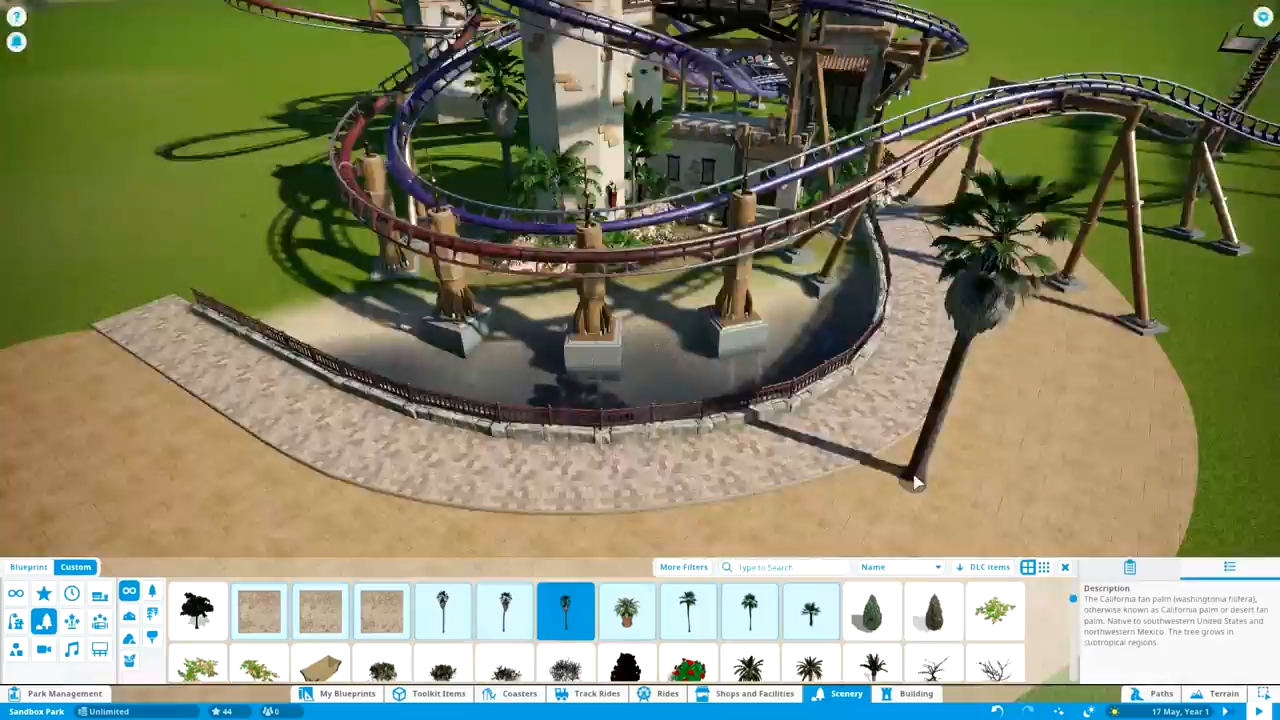 Blueprint
Custom
More Filters
Type to Search
Name
DLC items
Description
The California fan palm (washingtonia filifera),
otherwise known as California palm or desert fan
palm. Native to southwestern United States and
northwestern Mexico. The tree grows in
subtropical regions.
Park Management
My Blueprints
Toolkit Items
Coasters
Track Rides
Rides
Shops and Facilities
Scenery
Building
Paths
Terrain
Sandbox Park
Unlimited
44
0
17 May, Year 1